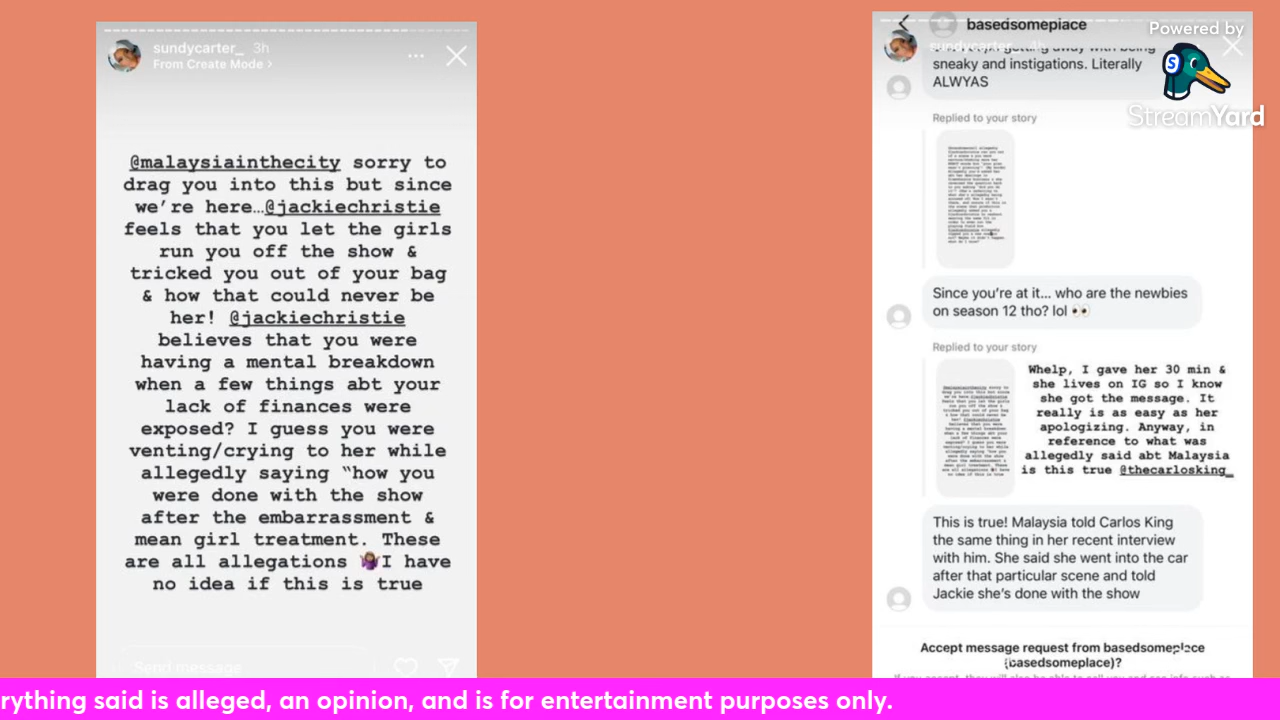 sundycarter_ 3h
From Create Mode >
@malaysiainthecity sorry to
drag you into this but since
we're here…@jackiechristie
feels that you let the girls
run you off the show &
tricked you out of your bag
& how that could never be
her! @jackiechristie
believes that you were
having a mental breakdown
when a few things abt your
lack of finances were
exposed? I guess you were
venting/crying to her while
allegedly saying “how you
were done with the show
after the embarrassment &
mean girl treatment. These
are all allegations 🤷🏽‍♀️I have
no idea if this is true
Send message
basedsomeplace
sundycarter_ 4h
getting away with being
sneaky and instigations. Literally
ALWYAS
Replied to your story
Since you're at it... who are the newbies
on season 12 tho? lol 👀
Replied to your story
Whelp, I gave her 30 min &
she lives on IG so I know
she got the message. It
really is as easy as her
apologizing. Anyway, in
reference to what was
allegedly said abt Malaysia
is this true @thecarlosking_
This is true! Malaysia told Carlos King
the same thing in her recent interview
with him. She said she went into the car
after that particular scene and told
Jackie she's done with the show
Accept message request from basedsomeplace
(basedsomeplace)?
Powered by
StreamYard
rything said is alleged, an opinion, and is for entertainment purposes only.